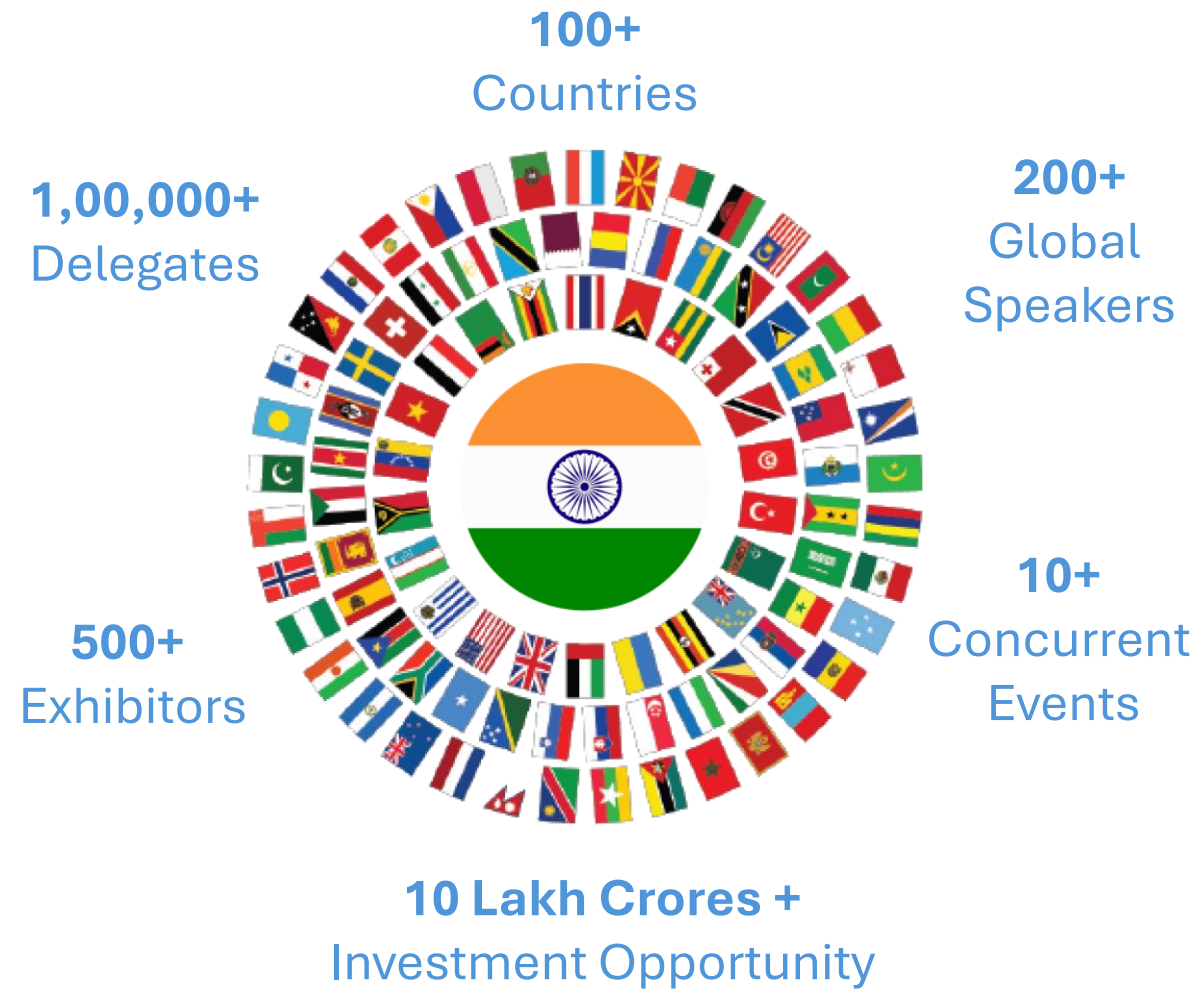 100+
Countries
1,00,000+
Delegates
200+
Global
Speakers
500+
Exhibitors
10+
Concurrent
Events
10 Lakh Crores +
Investment Opportunity